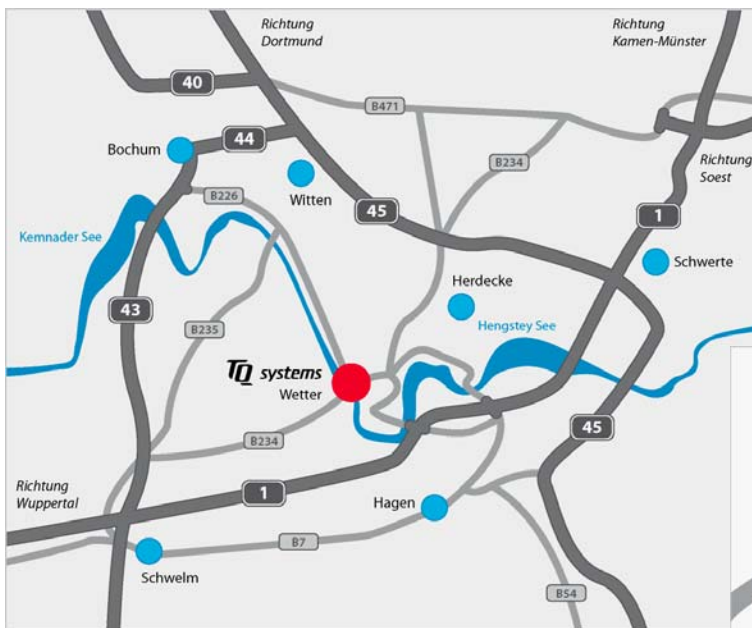 Richtung
Dortmund
Richtung
Kamen-Münster
40
B471
44
Bochum
B234
Richtung
Soest
Witten
B226
45
1
Kemnader See
Schwerte
Herdecke
43
Hengstey See
B235
TQ systems
Wetter
45
B234
Richtung
Wuppertal
1
Hagen
B7
Schwelm
B54